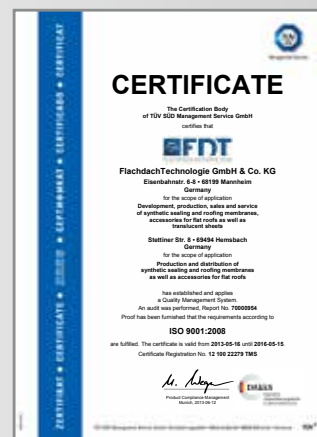 CERTIFICATE
The Certification Body
of TÜV SÜD Management Service GmbH
certifies that
FDT
FlachdachTechnologie GmbH & Co. KG
Eisenbahnstr. 6-8 • 68199 Mannheim
Germany
for the scope of application
Development, production, sales and service
of synthetic sealing and roofing membranes,
accessories for flat roofs as well as
translucent sheets
Stettiner Str. 8 • 69494 Hemsbach
Germany
for the scope of application
Production and distribution of
synthetic sealing and roofing membranes
as well as accessories for flat roofs
has established and applies
a Quality Management System.
An audit was performed, Report No. 70000954
Proof has been furnished that the requirements according to
ISO 9001:2008
are fulfilled. The certificate is valid from 2013-05-16 until 2016-05-15
Certificate Registration No. 12 100 22279 TMS
Product Compliance Management
Munich, 2013-06-12
DAkkS
ZERTIFIKAT ◆ CERTIFICATE ◆ СЕРТИФИКАТ ◆ CERTIFICADO ◆ CERTIFICAT